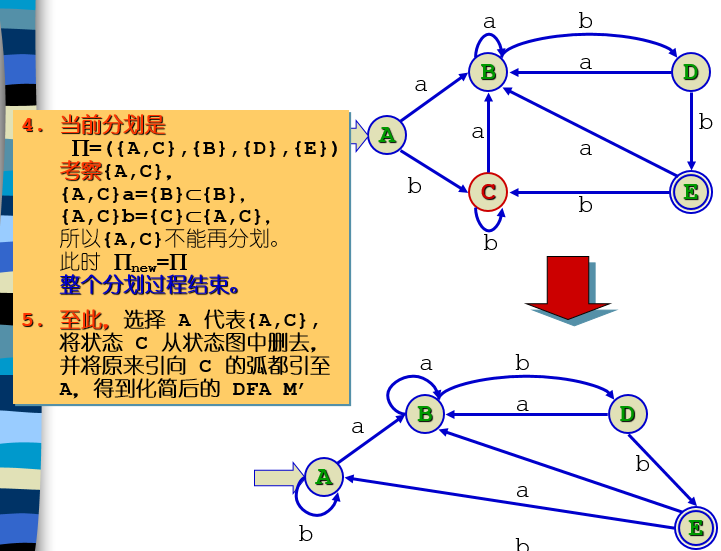 4. 当前分划是
∏=({A,C},{B},{D},{E})
考察{A,C},
{A,C}a={B}⊂{B},
{A,C}b={C}⊂{A,C},
所以{A,C}不能再分划。
此时 ∏new=∏
整个分划过程结束。
5. 至此，选择 A 代表{A,C},
将状态 C 从状态图中删去，
并将原来引向 C 的弧都引至
A，得到化简后的 DFA M′
a
b
B
a
D
a
A
a
b
a
b
C
b
E
b
a
b
B
a
D
a
b
A
a
b
E
b